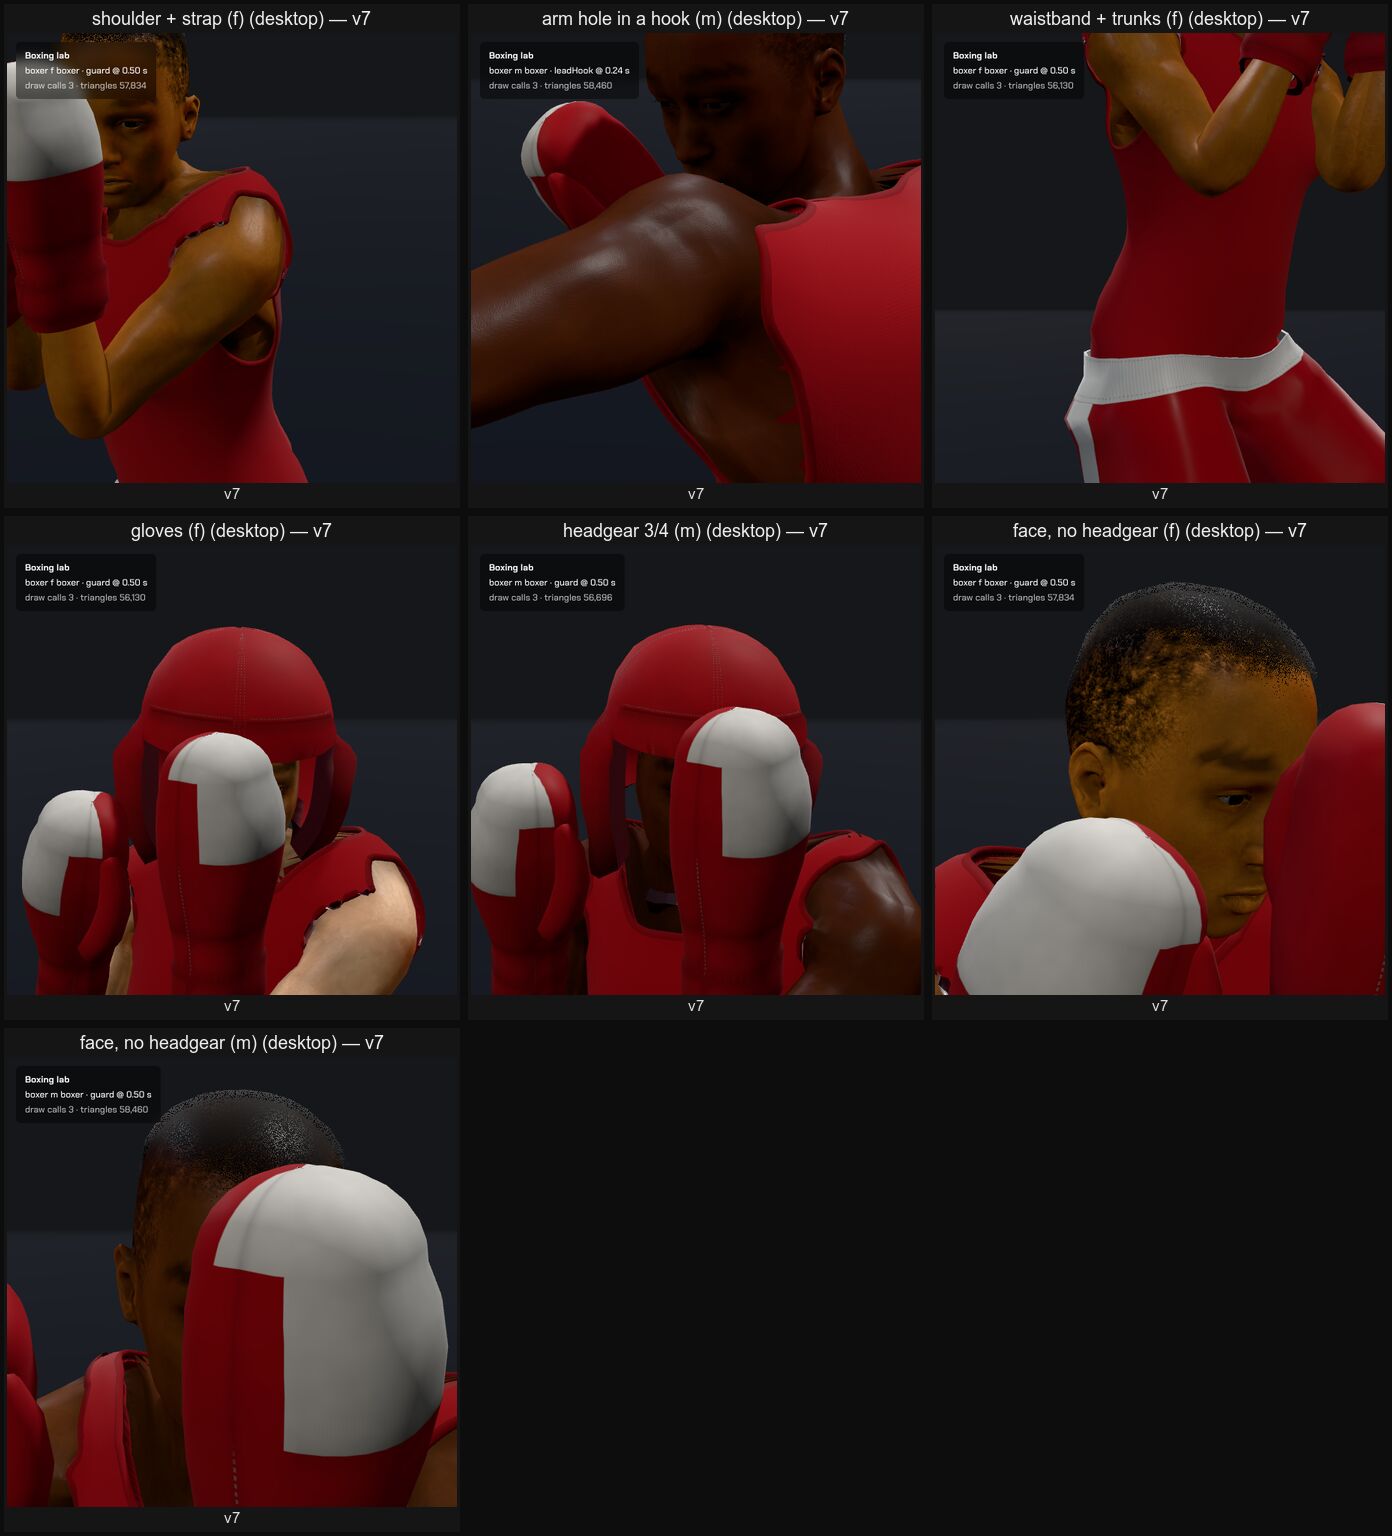 shoulder + strap (f) (desktop) — v7
Boxing lab
boxer f boxer · guard @ 0.50 s
draw calls 3 · triangles 57,834
v7
arm hole in a hook (m) (desktop) — v7
Boxing lab
boxer m boxer · leadHook @ 0.24 s
draw calls 3 · triangles 58,460
v7
waistband + trunks (f) (desktop) — v7
Boxing lab
boxer f boxer · guard @ 0.50 s
draw calls 3 · triangles 56,130
v7
gloves (f) (desktop) — v7
Boxing lab
boxer f boxer · guard @ 0.50 s
draw calls 3 · triangles 56,130
v7
headgear 3/4 (m) (desktop) — v7
Boxing lab
boxer m boxer · guard @ 0.50 s
draw calls 3 · triangles 56,696
v7
face, no headgear (f) (desktop) — v7
Boxing lab
boxer f boxer · guard @ 0.50 s
draw calls 3 · triangles 57,834
v7
face, no headgear (m) (desktop) — v7
Boxing lab
boxer m boxer · guard @ 0.50 s
draw calls 3 · triangles 58,460
v7